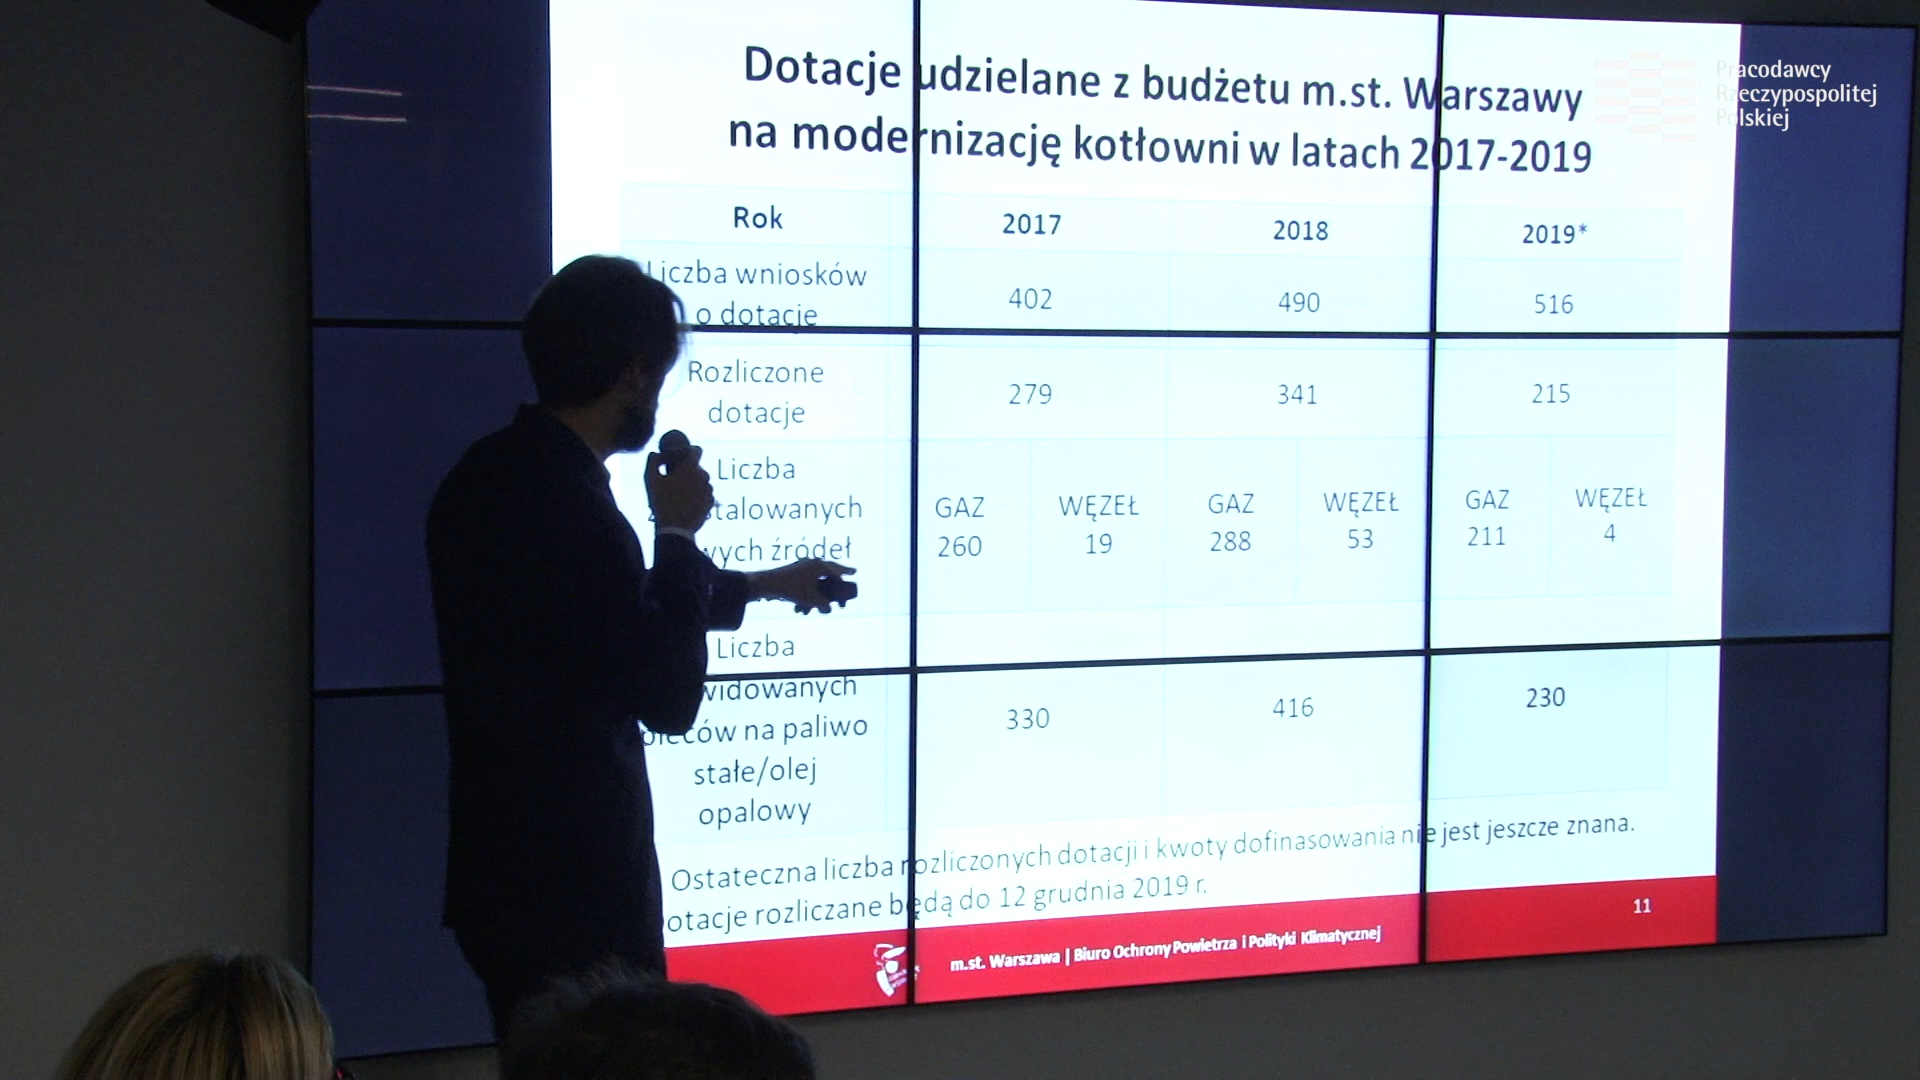 Dotacje udzielane z budżetu m.st. Warszawy
na modernizację kotłowni w latach 2017-2019
Pracodawcy
Rzeczypospolitej
Polskiej
Rok 2017 2018 2019*
Liczba wniosków
o dotacje
402 490 516
Rozliczone
dotacje
279 341 215
Liczba
talowanych
wych źródeł
GAZ WĘZEŁ GAZ WĘZEŁ GAZ WĘZEŁ
260 19 288 53 211 4
Liczba
widowanych
pieców na paliwo
stałe/olej
opalowy
330 416 230
Ostateczna liczba rozliczonych dotacji i kwoty dofinasowania nie jest jeszcze znana.
otacje rozliczane będą do 12 grudnia 2019 r.
m.st. Warszawa | Biuro Ochrony Powietrza i Polityki Klimatycznej
11